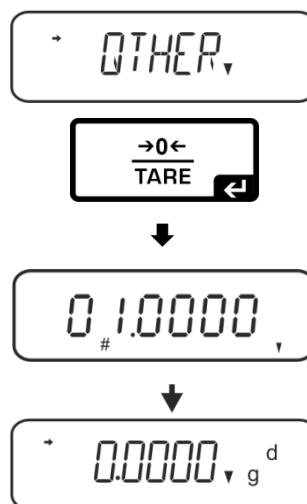 → OTHER ▼
→0←
TARE
01.0000
# ▼
→ 0.0000 ▼ g d